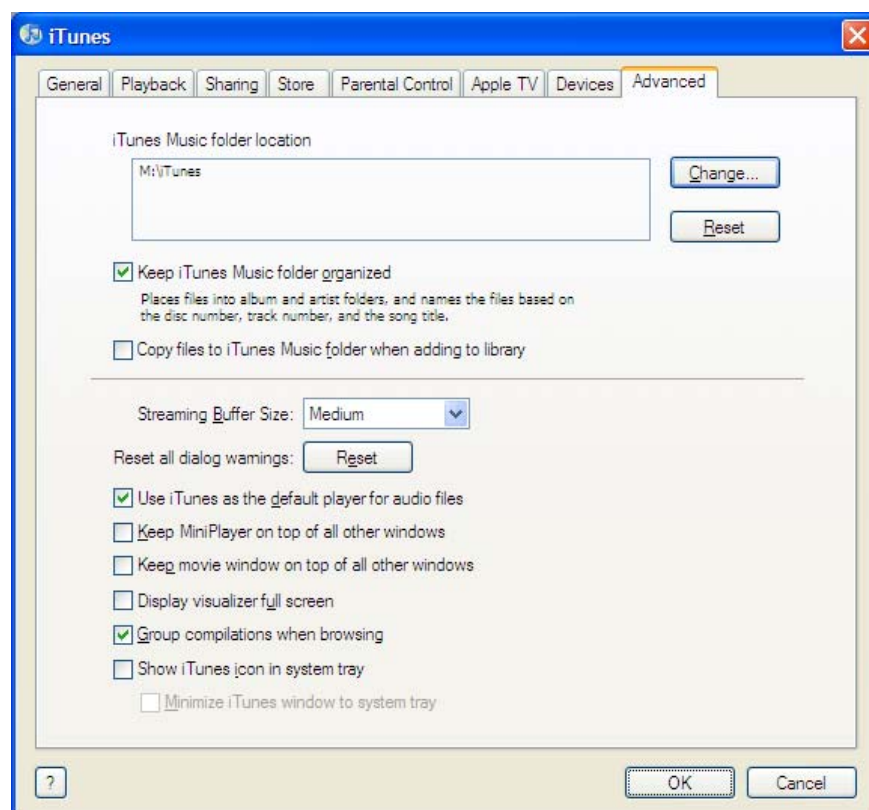 iTunes
General Playback Sharing Store Parental Control Apple TV Devices Advanced
iTunes Music folder location
M:\iTunes
Change...
Reset
Keep iTunes Music folder organized
Places files into album and artist folders, and names the files based on
the disc number, track number, and the song title.
Copy files to iTunes Music folder when adding to library
Streaming Buffer Size: Medium
Reset all dialog warnings: Reset
Use iTunes as the default player for audio files
Keep MiniPlayer on top of all other windows
Keep movie window on top of all other windows
Display visualizer full screen
Group compilations when browsing
Show iTunes icon in system tray
Minimize iTunes window to system tray
? OK Cancel